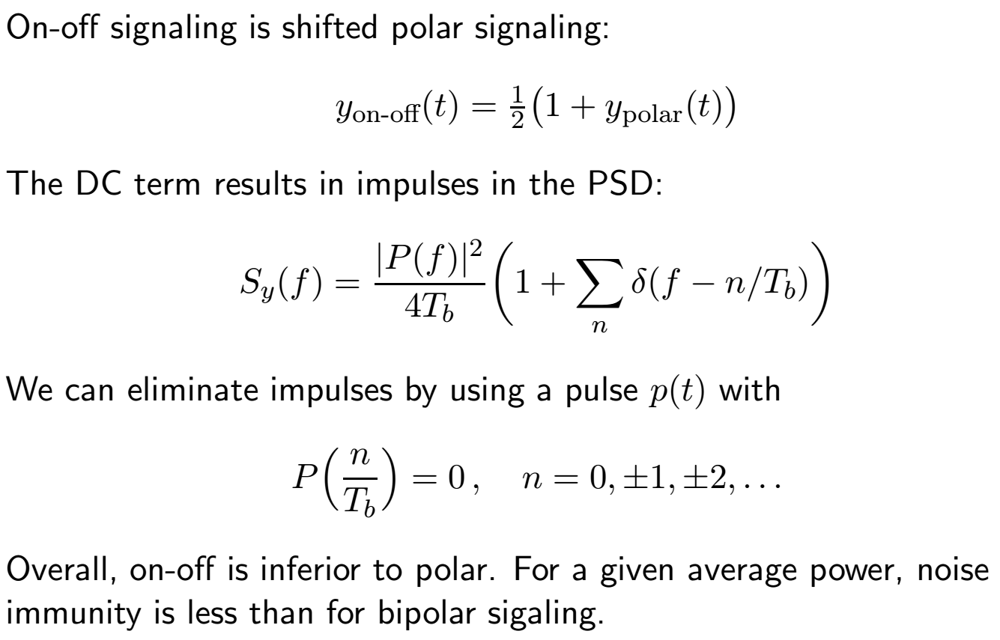 On-off signaling is shifted polar signaling:
$y_{\text{on-off}}(t) = \frac{1}{2}\big(1 + y_{\text{polar}}(t)\big)$
The DC term results in impulses in the PSD:
$S_y(f) = \frac{|P(f)|^2}{4T_b}\left(1 + \sum_n \delta(f - n/T_b)\right)$
We can eliminate impulses by using a pulse $p(t)$ with
$P\left(\frac{n}{T_b}\right) = 0\,, \quad n = 0, \pm 1, \pm 2, \ldots$
Overall, on-off is inferior to polar. For a given average power, noise
immunity is less than for bipolar sigaling.